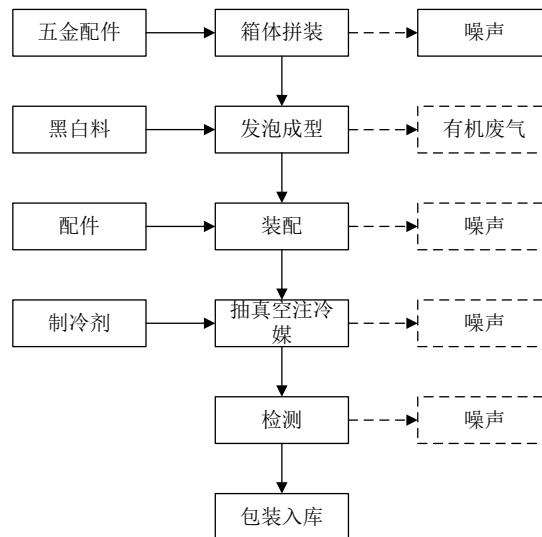 五金配件
箱体拼装
噪声
黑白料
发泡成型
有机废气
配件
装配
噪声
制冷剂
抽真空注冷
媒
噪声
检测
噪声
包装入库